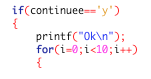 if(continuee=='y')
{
    printf("Ok\n");
    for(i=0;i<10;i++)
    {